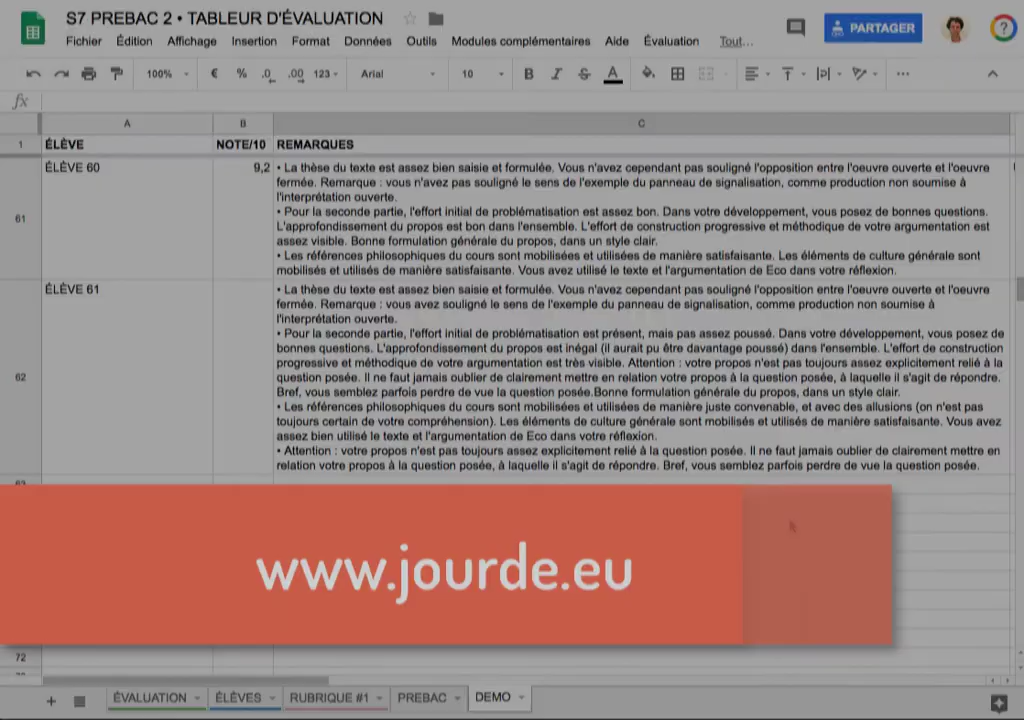 S7 PREBAC 2 • TABLEUR D'ÉVALUATION
Fichier Édition Affichage Insertion Format Données Outils Modules complémentaires Aide Évaluation Tout...
PARTAGER
100% € % .0 .00 123 Arial 10 B I S A
fx
A B C
1 ÉLÈVE NOTE/10 REMARQUES
61 ÉLÈVE 60 9,2 • La thèse du texte est assez bien saisie et formulée. Vous n'avez cependant pas souligné l'opposition entre l'oeuvre ouverte et l'oeuvre
fermée. Remarque : vous n'avez pas souligné le sens de l'exemple du panneau de signalisation, comme production non soumise à
l'interprétation ouverte.
• Pour la seconde partie, l'effort initial de problématisation est assez bon. Dans votre développement, vous posez de bonnes questions.
L'approfondissement du propos est bon dans l'ensemble. L'effort de construction progressive et méthodique de votre argumentation est
assez visible. Bonne formulation générale du propos, dans un style clair.
• Les références philosophiques du cours sont mobilisées et utilisées de manière satisfaisante. Les éléments de culture générale sont
mobilisés et utilisés de manière satisfaisante. Vous avez utilisé le texte et l'argumentation de Eco dans votre réflexion.
62 ÉLÈVE 61 • La thèse du texte est assez bien saisie et formulée. Vous n'avez cependant pas souligné l'opposition entre l'oeuvre ouverte et l'oeuvre
fermée. Remarque : vous avez souligné le sens de l'exemple du panneau de signalisation, comme production non soumise à
l'interprétation ouverte.
• Pour la seconde partie, l'effort initial de problématisation est présent, mais pas assez poussé. Dans votre développement, vous posez de
bonnes questions. L'approfondissement du propos est inégal (il aurait pu être davantage poussé) dans l'ensemble. L'effort de construction
progressive et méthodique de votre argumentation est très visible. Attention : votre propos n'est pas toujours assez explicitement relié à la
question posée. Il ne faut jamais oublier de clairement mettre en relation votre propos à la question posée, à laquelle il s'agit de répondre.
Bref, vous semblez parfois perdre de vue la question posée.Bonne formulation générale du propos, dans un style clair.
• Les références philosophiques du cours sont mobilisées et utilisées de manière juste convenable, et avec des allusions (on n'est pas
toujours certain de votre compréhension). Les éléments de culture générale sont mobilisés et utilisés de manière satisfaisante. Vous avez
assez bien utilisé le texte et l'argumentation de Eco dans votre réflexion.
• Attention : votre propos n'est pas toujours assez explicitement relié à la question posée. Il ne faut jamais oublier de clairement mettre en
relation votre propos à la question posée, à laquelle il s'agit de répondre. Bref, vous semblez parfois perdre de vue la question posée.
www.jourde.eu
72
ÉVALUATION ÉLÈVES RUBRIQUE #1 PREBAC DEMO